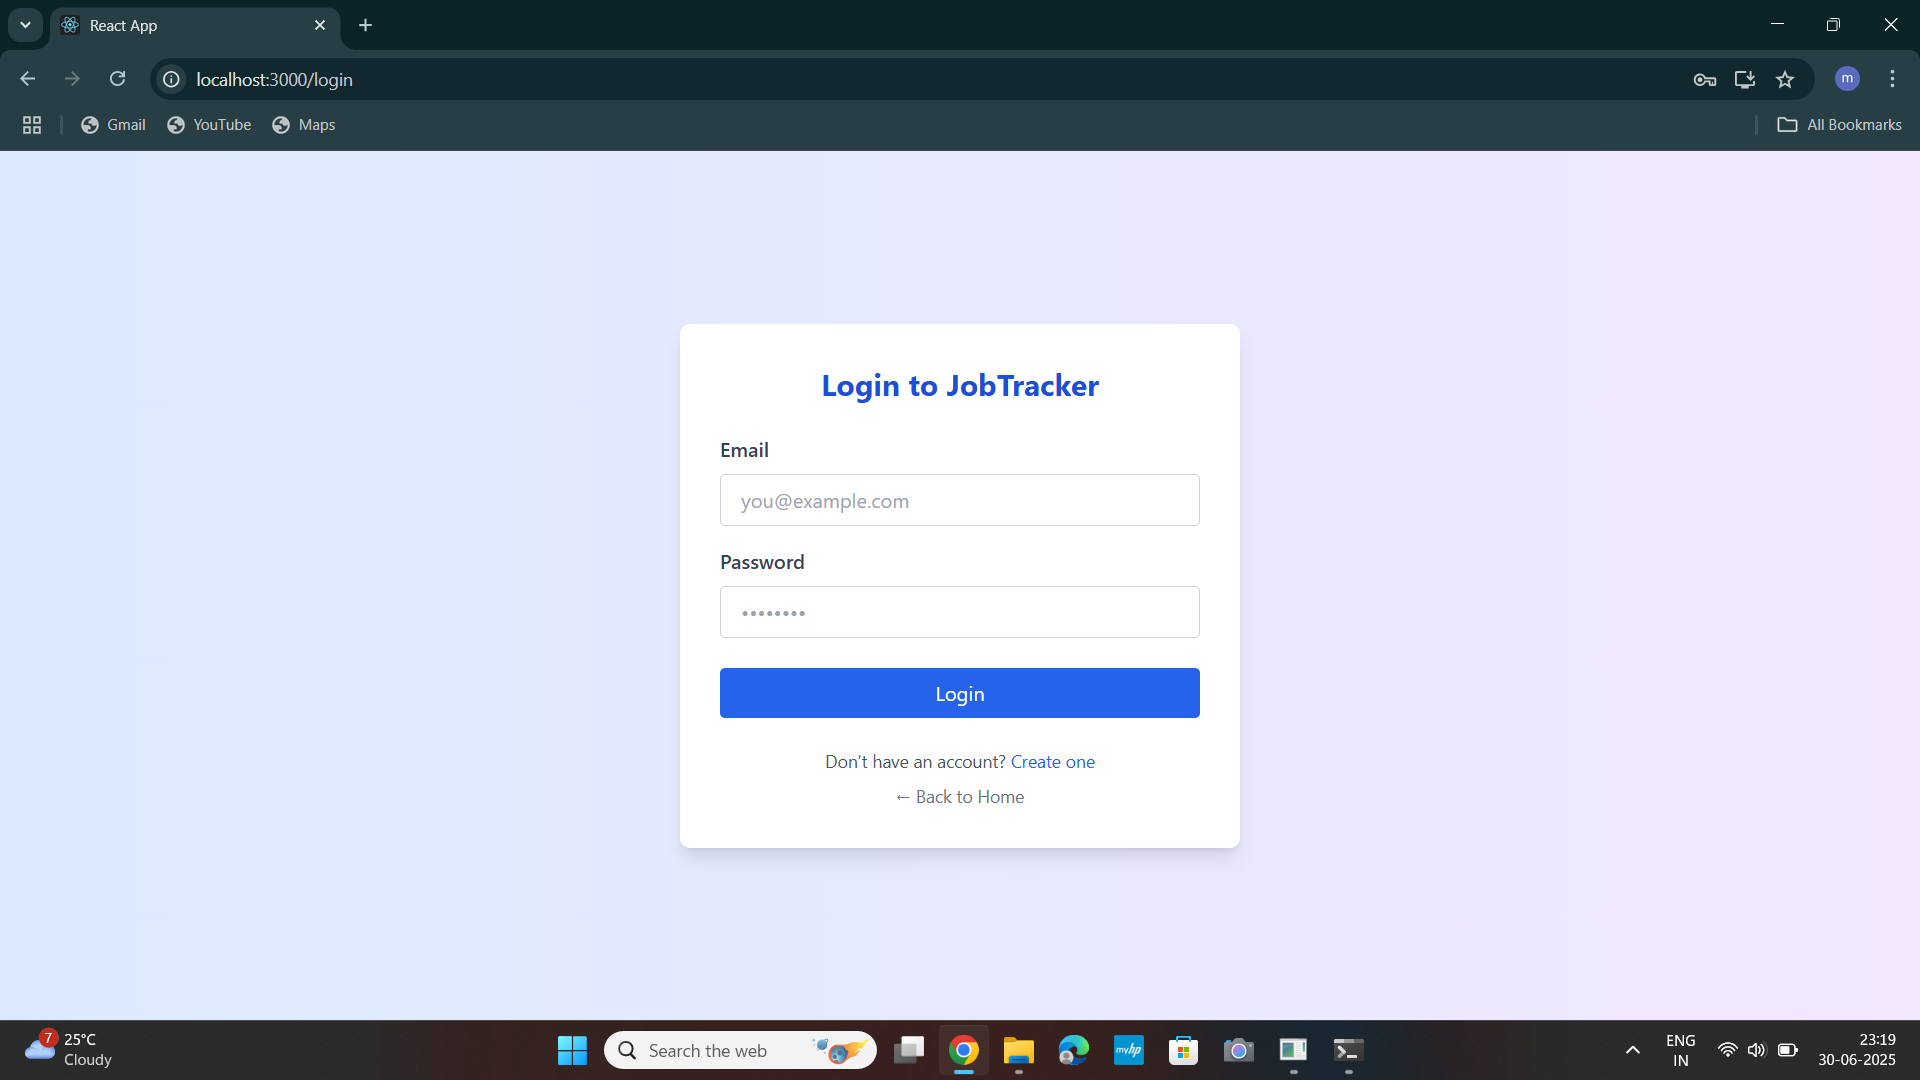 React App
localhost:3000/login
m
Gmail
YouTube
Maps
All Bookmarks
Login to JobTracker
Email
you@example.com
Password
••••••••
Login
Don’t have an account? Create one
← Back to Home
7
25°C
Cloudy
Search the web
myhp
ENG
IN
23:19
30-06-2025